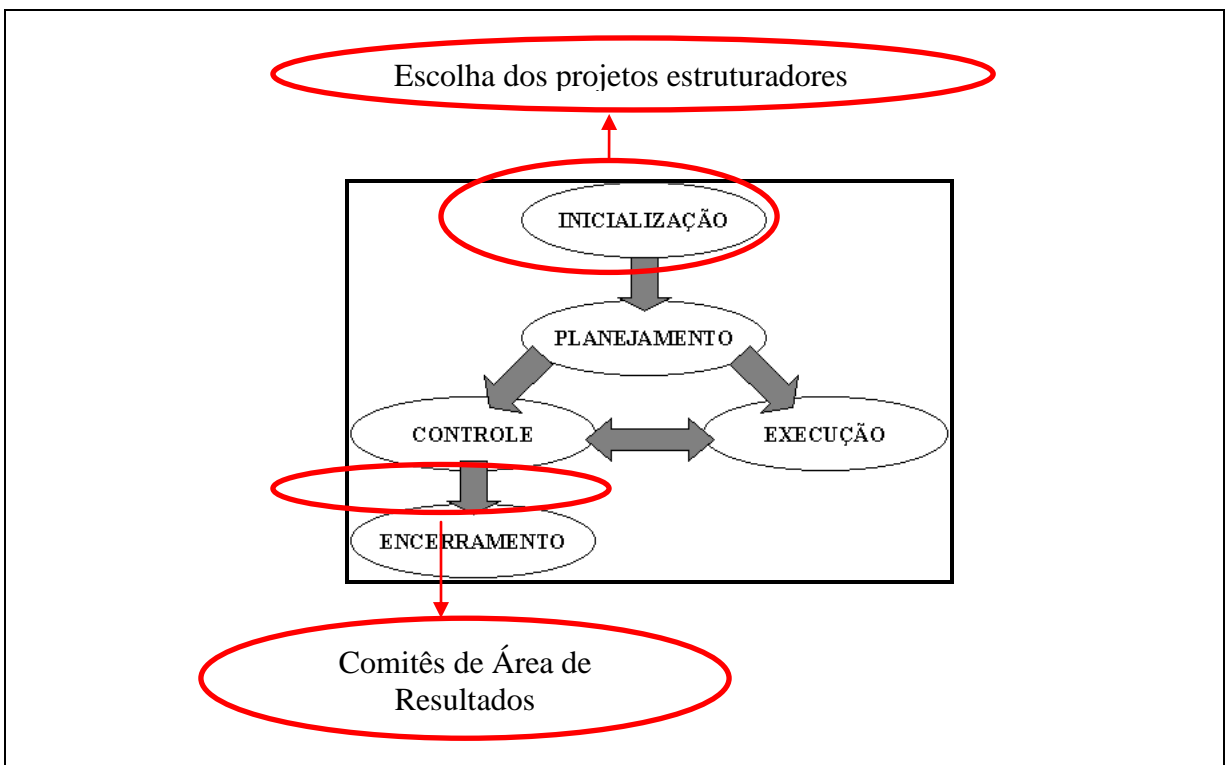 Escolha dos projetos estruturadores
INICIALIZAÇÃO
PLANEJAMENTO
CONTROLE
EXECUÇÃO
ENCERRAMENTO
Comitês de Área de
Resultados